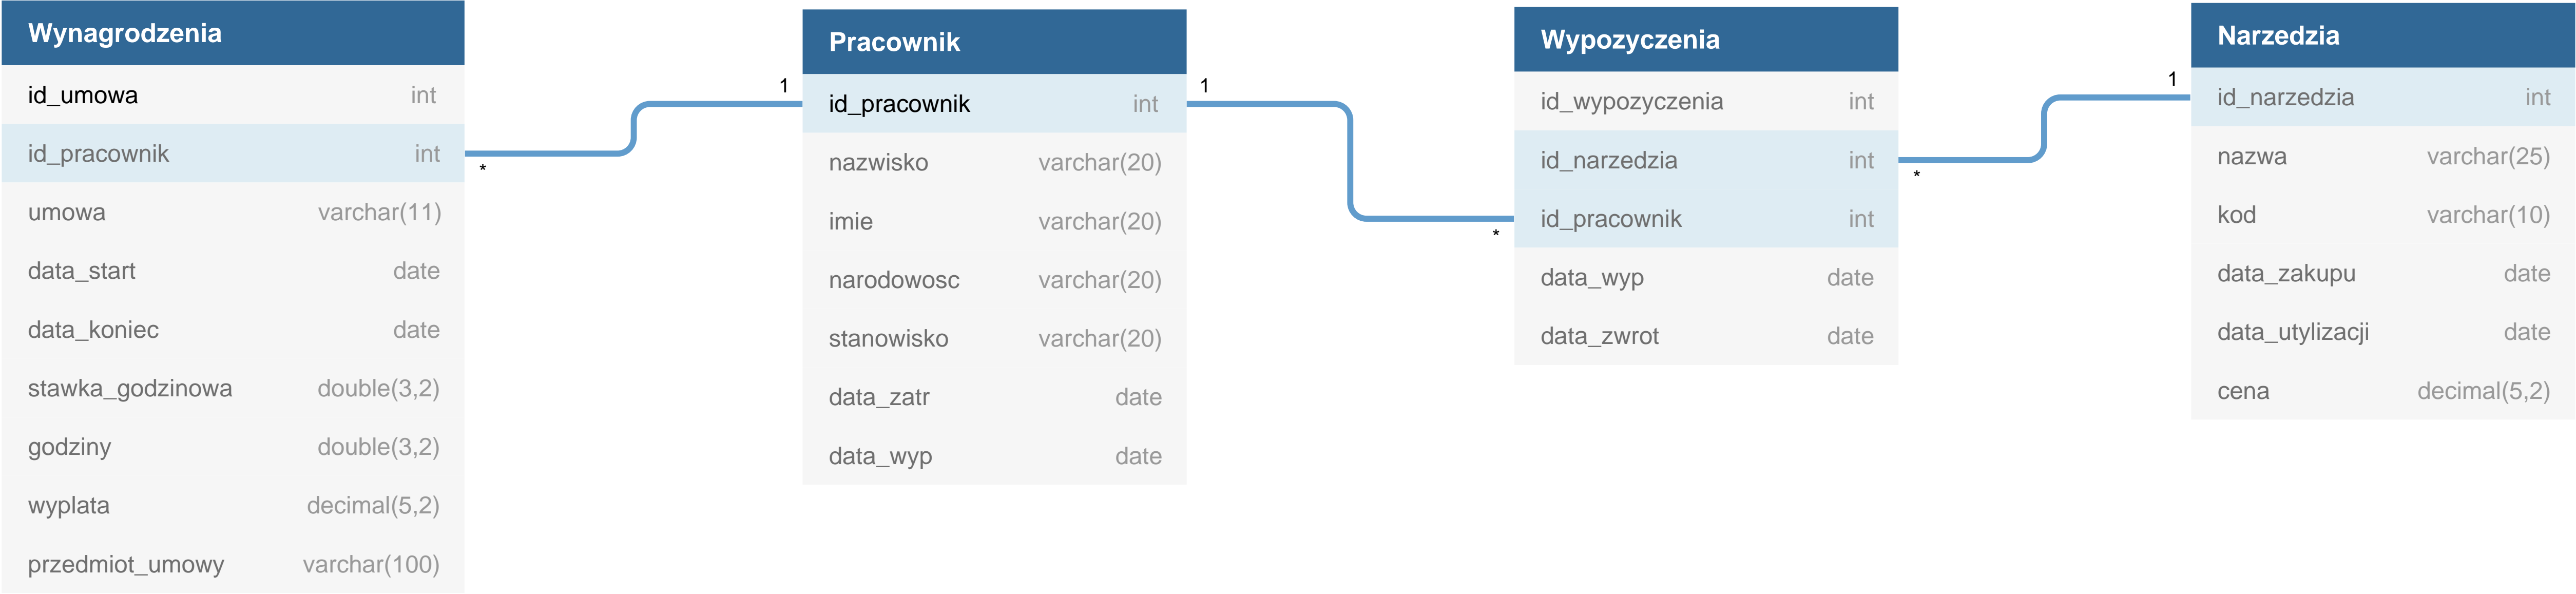 Wynagrodzenia
id_umowa int
id_pracownik int
umowa varchar(11)
data_start date
data_koniec date
stawka_godzinowa double(3,2)
godziny double(3,2)
wyplata decimal(5,2)
przedmiot_umowy varchar(100)
*
1
Pracownik
id_pracownik int
nazwisko varchar(20)
imie varchar(20)
narodowosc varchar(20)
stanowisko varchar(20)
data_zatr date
data_wyp date
1
*
Wypozyczenia
id_wypozyczenia int
id_narzedzia int
id_pracownik int
data_wyp date
data_zwrot date
*
1
Narzedzia
id_narzedzia int
nazwa varchar(25)
kod varchar(10)
data_zakupu date
data_utylizacji date
cena decimal(5,2)